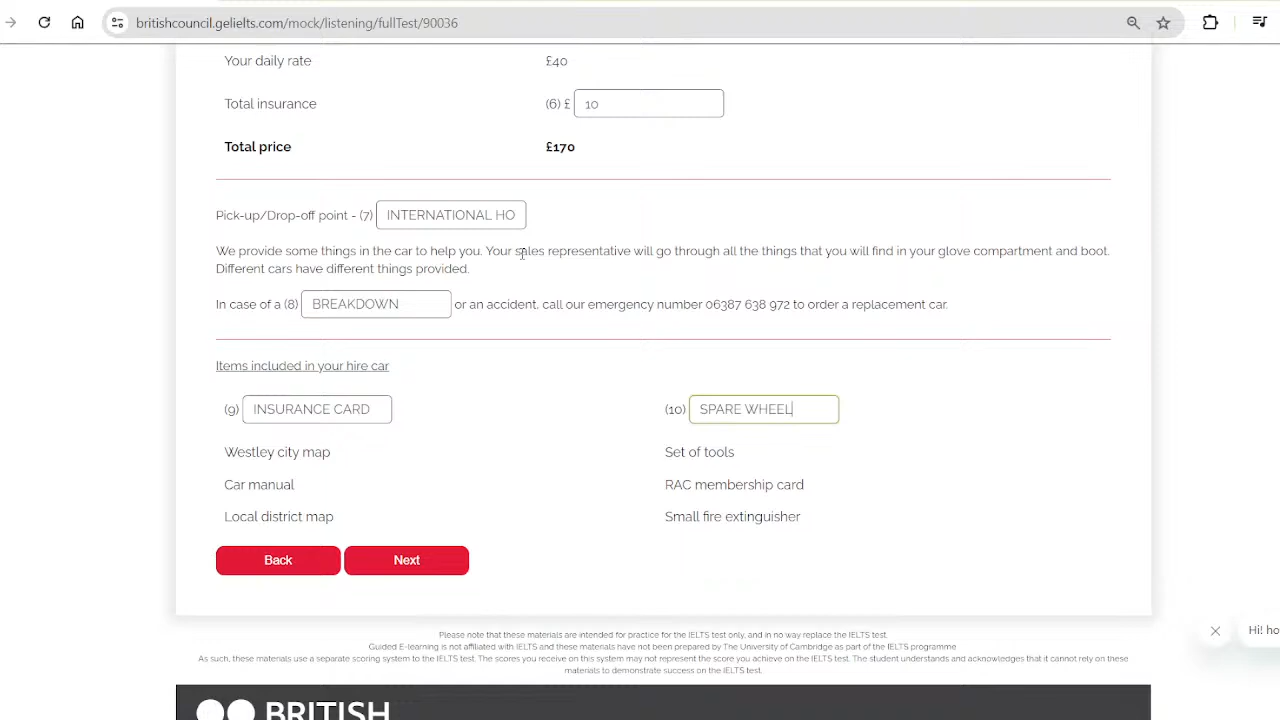 britishcouncil.gelielts.com/mock/listening/fullTest/90036
Your daily rate £40
Total insurance (6) £ 10
Total price £170
Pick-up/Drop-off point - (7) INTERNATIONAL HO
We provide some things in the car to help you. Your sales representative will go through all the things that you will find in your glove compartment and boot.
Different cars have different things provided.
In case of a (8) BREAKDOWN or an accident, call our emergency number 06387 638 972 to order a replacement car.
Items included in your hire car
(9) INSURANCE CARD (10) SPARE WHEEL
Westley city map Set of tools
Car manual RAC membership card
Local district map Small fire extinguisher
Back Next
Please note that these materials are intended for practice for the IELTS test only, and in no way replace the IELTS test.
Guided E-learning is not affiliated with IELTS and these materials have not been prepared by The University of Cambridge as part of the IELTS programme
As such, these materials use a separate scoring system to the IELTS test. The scores you receive on this system may not represent the score you achieve on the IELTS test. The student understands and acknowledges that it cannot rely on these
materials to demonstrate success on the IELTS test.
Hi! ho
BRITISH